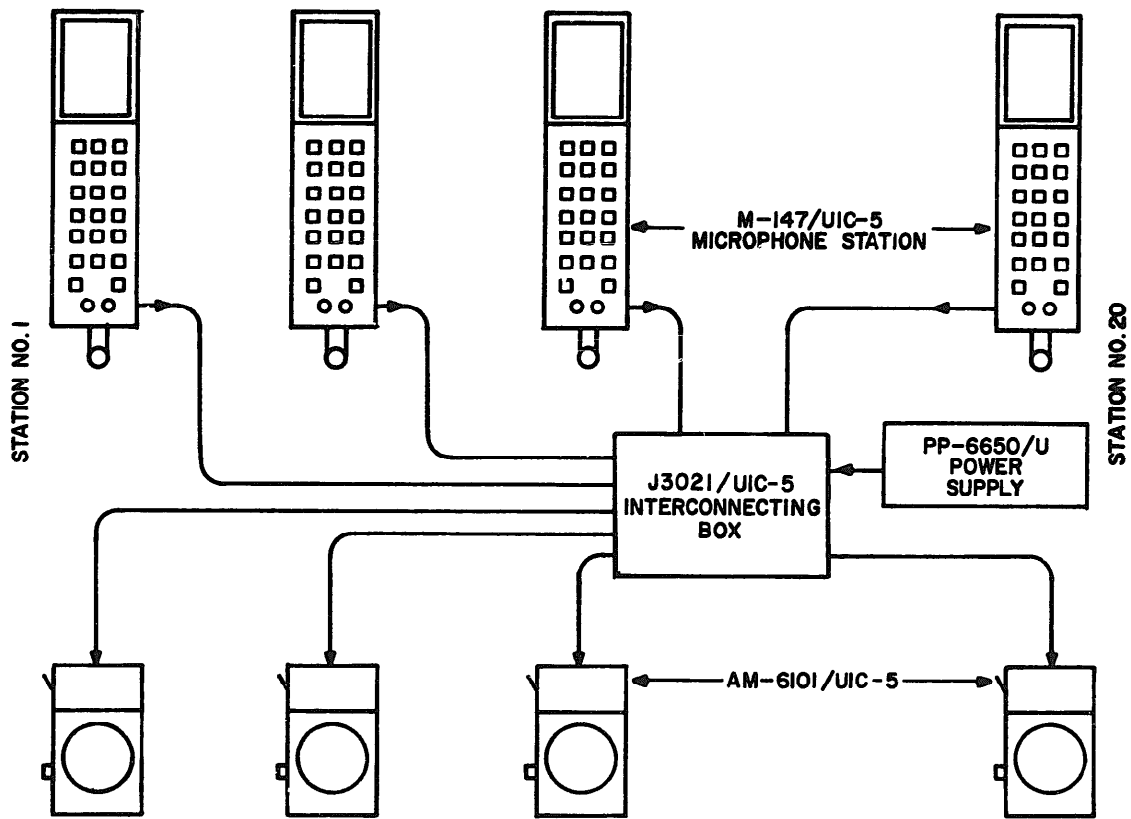 M-147/UIC-5
MICROPHONE STATION
STATION NO. 1
STATION NO. 20
PP-6650/U
POWER
SUPPLY
J3021/UIC-5
INTERCONNECTING
BOX
AM-6101/UIC-5